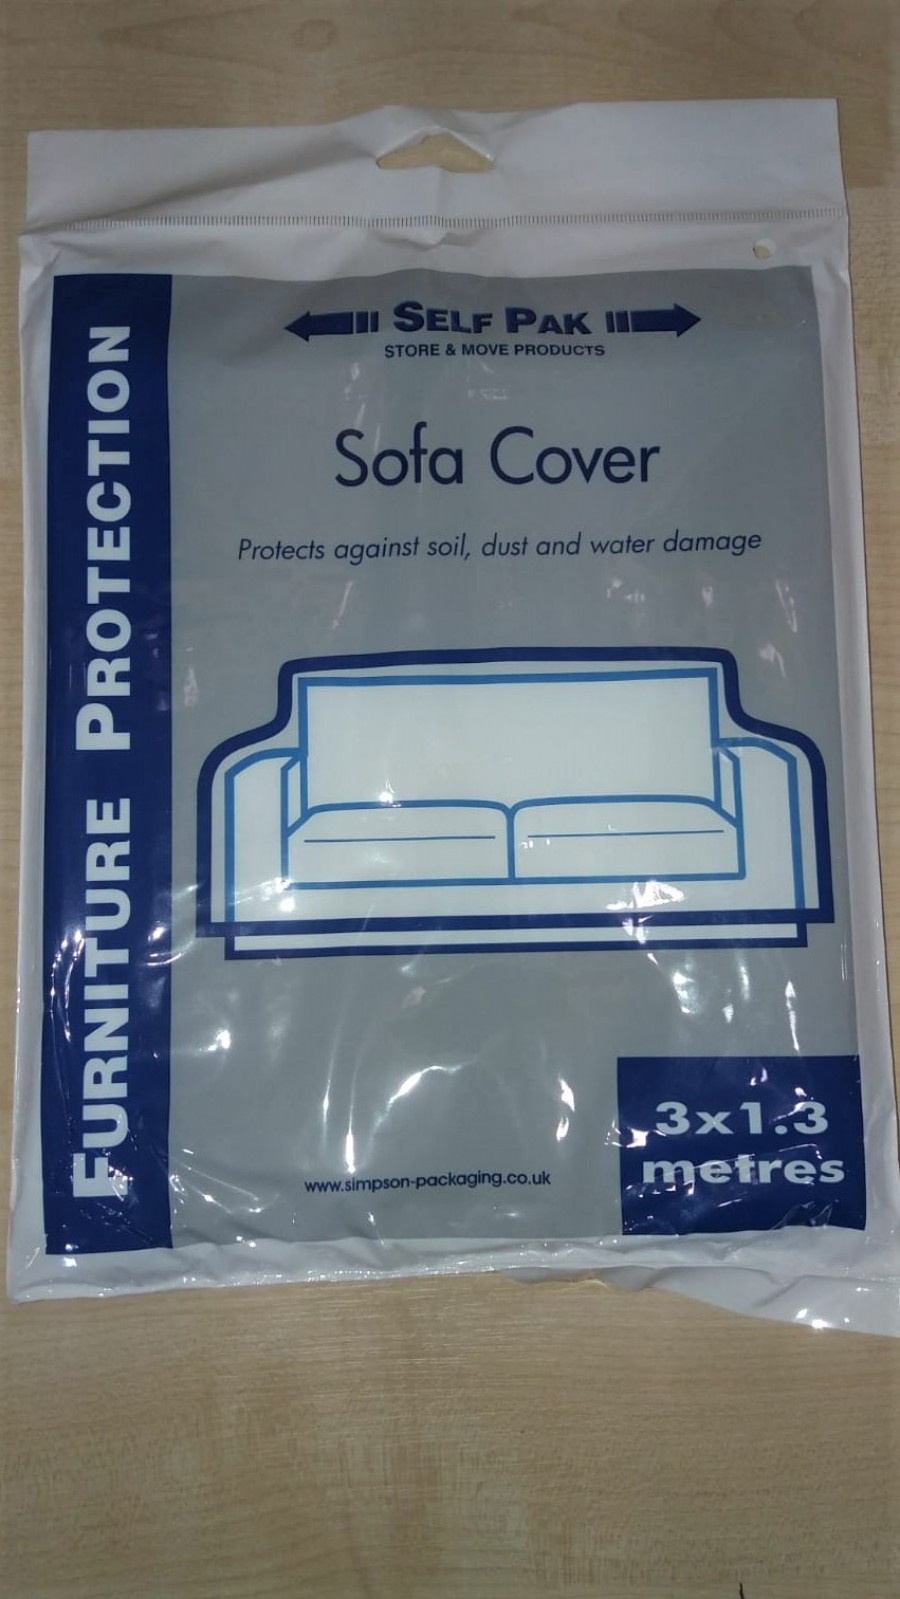 SELF PAK
STORE & MOVE PRODUCTS
Sofa Cover
Protects against soil, dust and water damage
FURNITURE PROTECTION
3x1.3
metres
www.simpson-packaging.co.uk